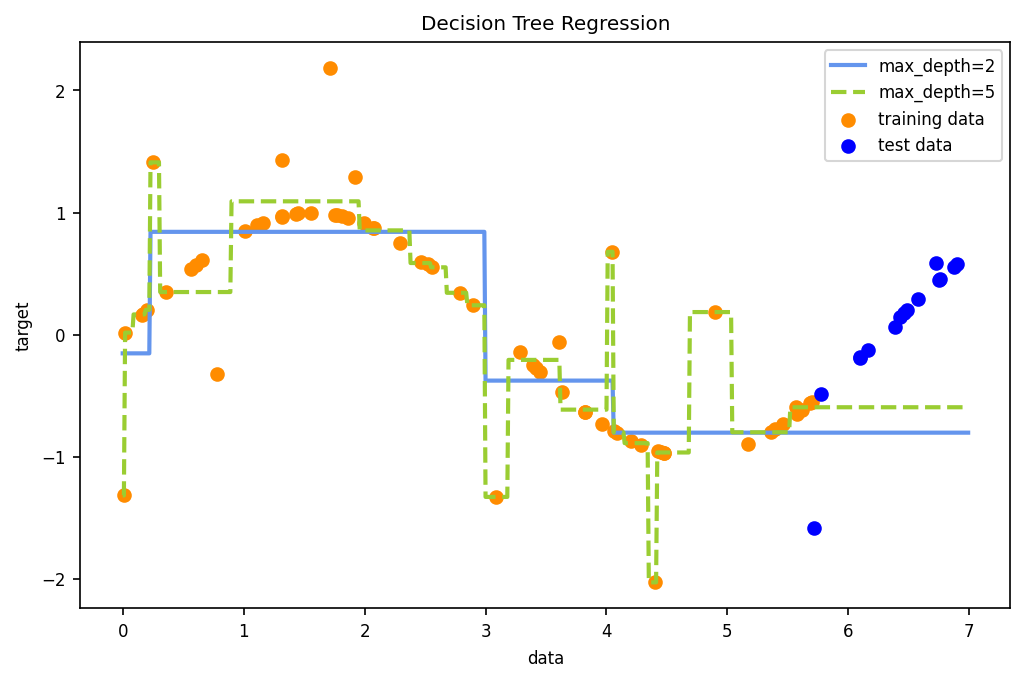 Decision Tree Regression
max_depth=2
max_depth=5
training data
test data
target
2
1
0
−1
−2
0 1 2 3 4 5 6 7
data